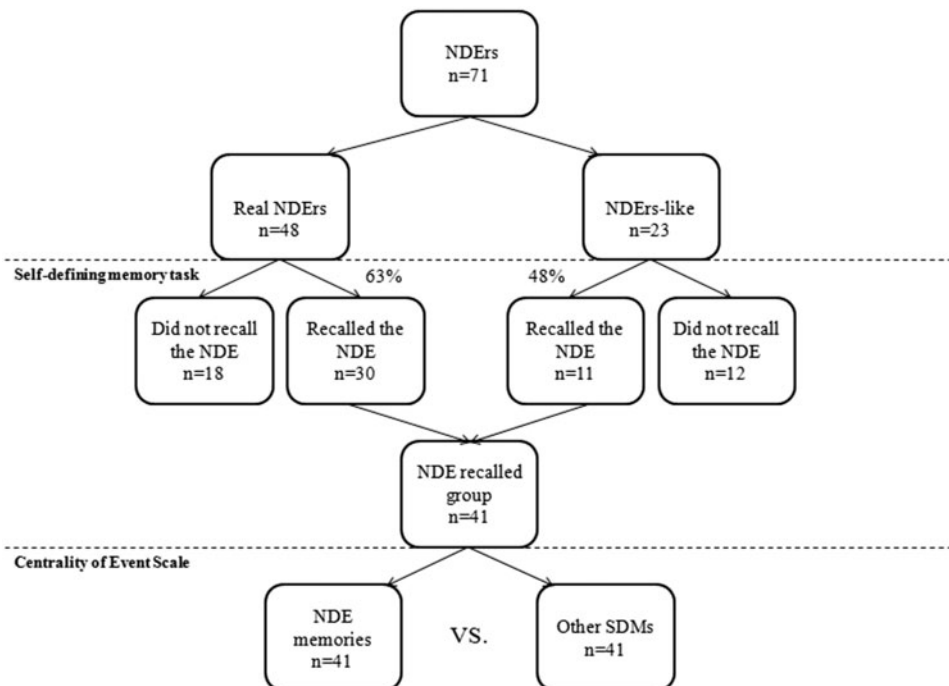 NDErs
n=71
Real NDErs
n=48
NDErs-like
n=23
Self-defining memory task
63%
48%
Did not recall
the NDE
n=18
Recalled the
NDE
n=30
Recalled the
NDE
n=11
Did not recall
the NDE
n=12
NDE recalled
group
n=41
Centrality of Event Scale
NDE
memories
n=41
VS.
Other SDMs
n=41